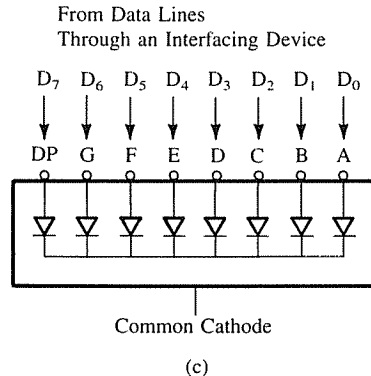 From Data Lines
Through an Interfacing Device
D₇ D₆ D₅ D₄ D₃ D₂ D₁ D₀
DP G F E D C B A
Common Cathode
(c)